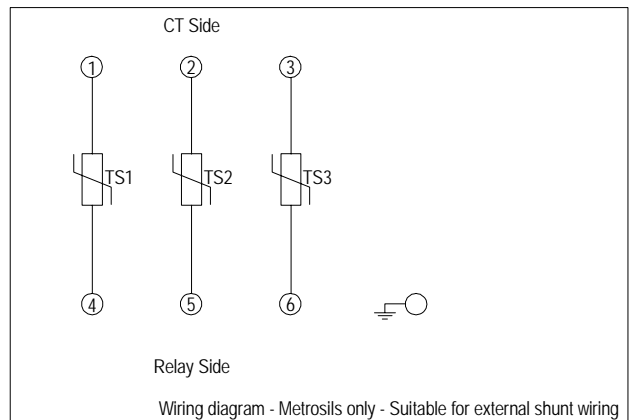 CT Side
1 2 3
TS1 TS2 TS3
4 5 6
Relay Side
Wiring diagram - Metrosils only - Suitable for external shunt wiring